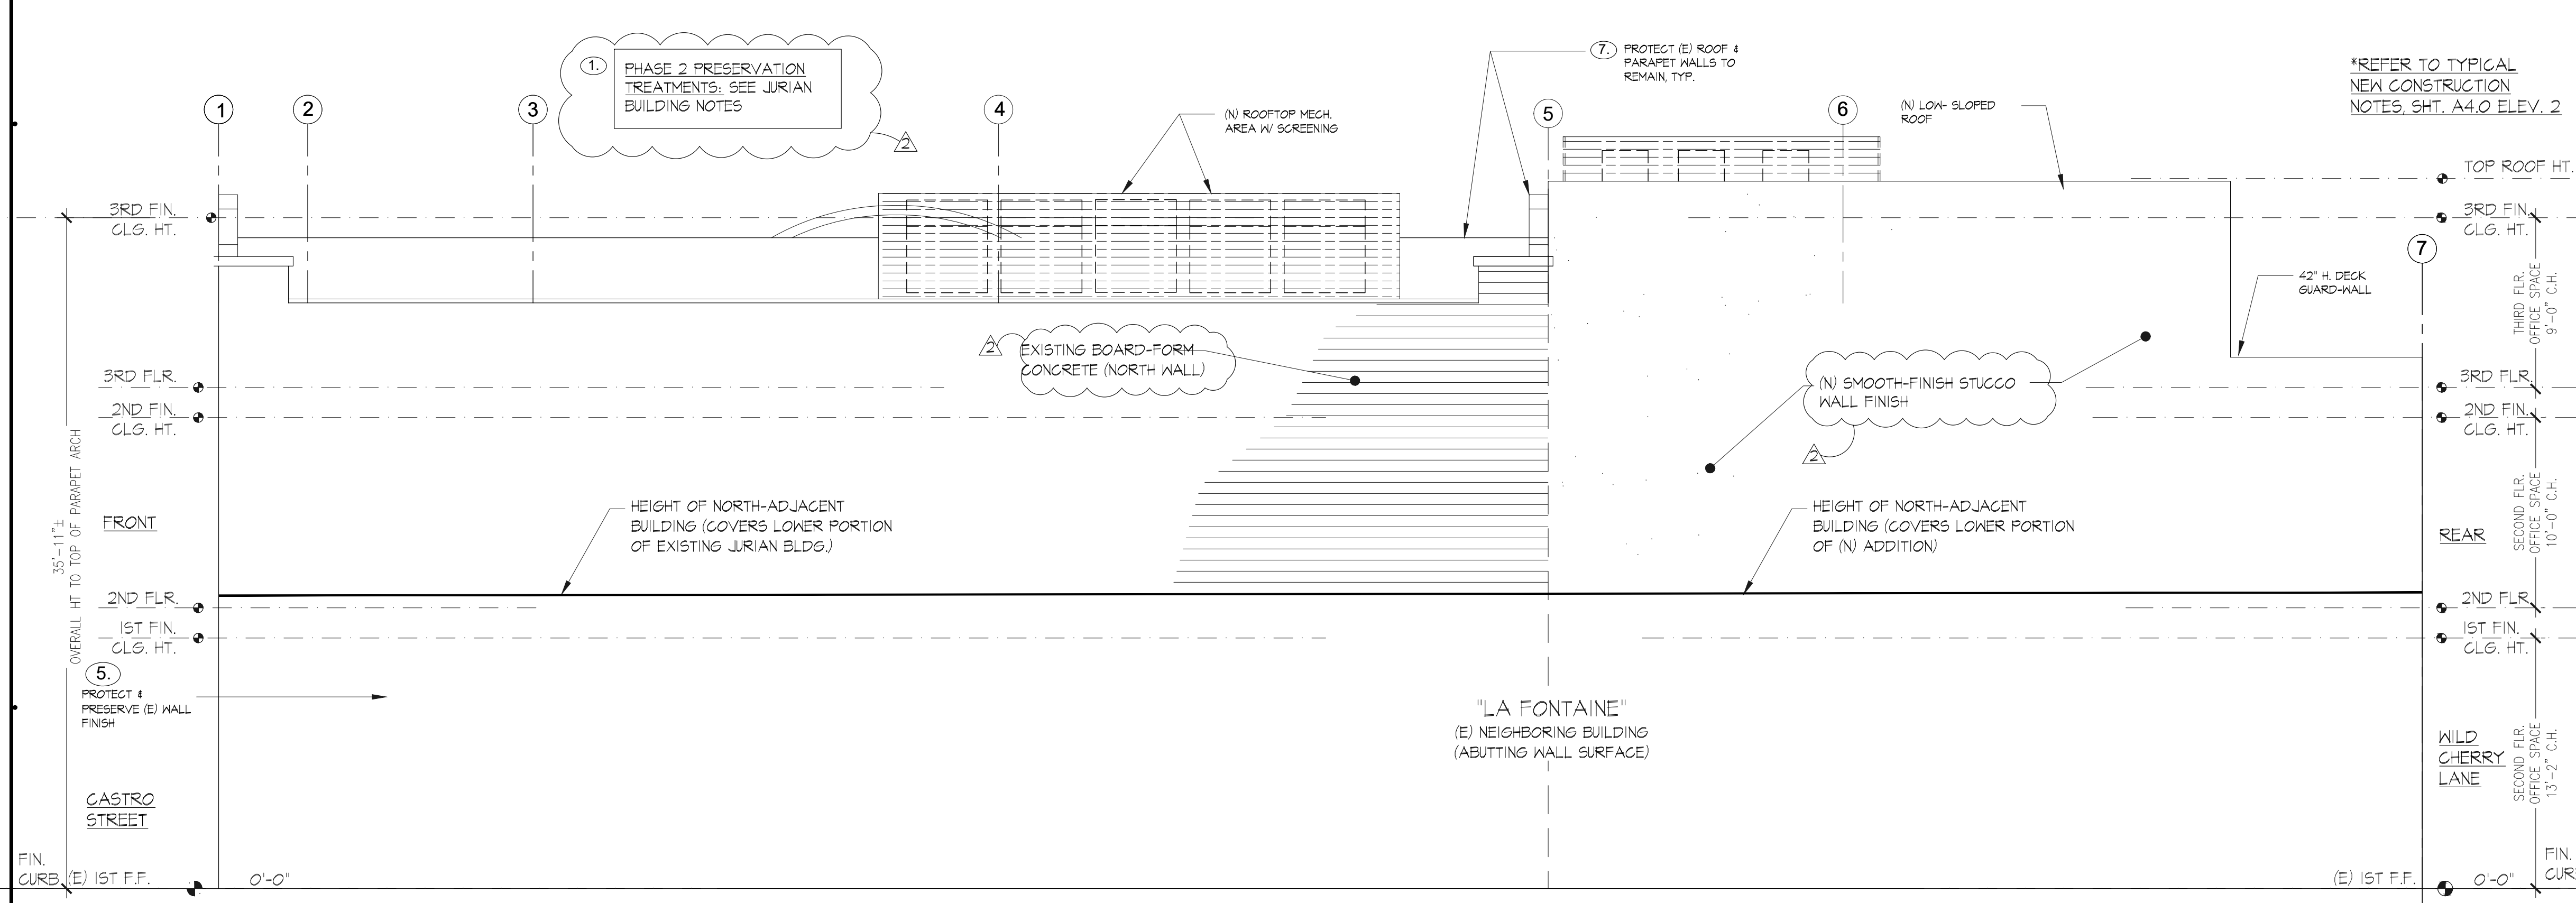 1.
PHASE 2 PRESERVATION
TREATMENTS: SEE JURIAN
BUILDING NOTES
2
7.
PROTECT (E) ROOF &
PARAPET WALLS TO
REMAIN, TYP.
*REFER TO TYPICAL
NEW CONSTRUCTION
NOTES, SHT. A4.0 ELEV. 2
1
2
3
4
5
6
7
(N) ROOFTOP MECH.
AREA W/ SCREENING
(N) LOW- SLOPED
ROOF
TOP ROOF HT.
3RD FIN.
CLG. HT.
3RD FIN.
CLG. HT.
42" H. DECK
GUARD-WALL
THIRD FLR.
OFFICE SPACE
9'-0" C.H.
2
EXISTING BOARD-FORM
CONCRETE (NORTH WALL)
(N) SMOOTH-FINISH STUCCO
WALL FINISH
2
3RD FLR.
2ND FIN.
CLG. HT.
3RD FLR.
2ND FIN.
CLG. HT.
35'-11"±
OVERALL HT TO TOP OF PARAPET ARCH
FRONT
HEIGHT OF NORTH-ADJACENT
BUILDING (COVERS LOWER PORTION
OF EXISTING JURIAN BLDG.)
HEIGHT OF NORTH-ADJACENT
BUILDING (COVERS LOWER PORTION
OF (N) ADDITION)
REAR
SECOND FLR.
OFFICE SPACE
10'-0" C.H.
2ND FLR.
1ST FIN.
CLG. HT.
2ND FLR.
1ST FIN.
CLG. HT.
5.
PROTECT &
PRESERVE (E) WALL
FINISH
"LA FONTAINE"
(E) NEIGHBORING BUILDING
(ABUTTING WALL SURFACE)
WILD
CHERRY
LANE
SECOND FLR.
OFFICE SPACE
13'-2" C.H.
CASTRO
STREET
FIN.
CURB
(E) 1ST F.F.
0'-0"
(E) 1ST F.F.
0'-0"
FIN.